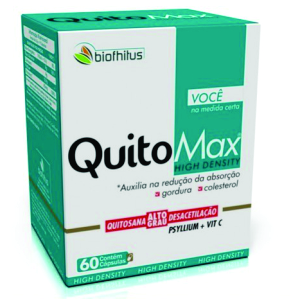 biofhitus
VOCÊ
na medida certa
QuitoMax®
HIGH DENSITY
*Auxilia na redução da absorção
gordura colesterol
QUITOSANA ALTO GRAU DESACETILAÇÃO
PSYLLIUM + VIT C
Contém
60 Cápsulas
HIGH DENSITY HIGH DENSITY